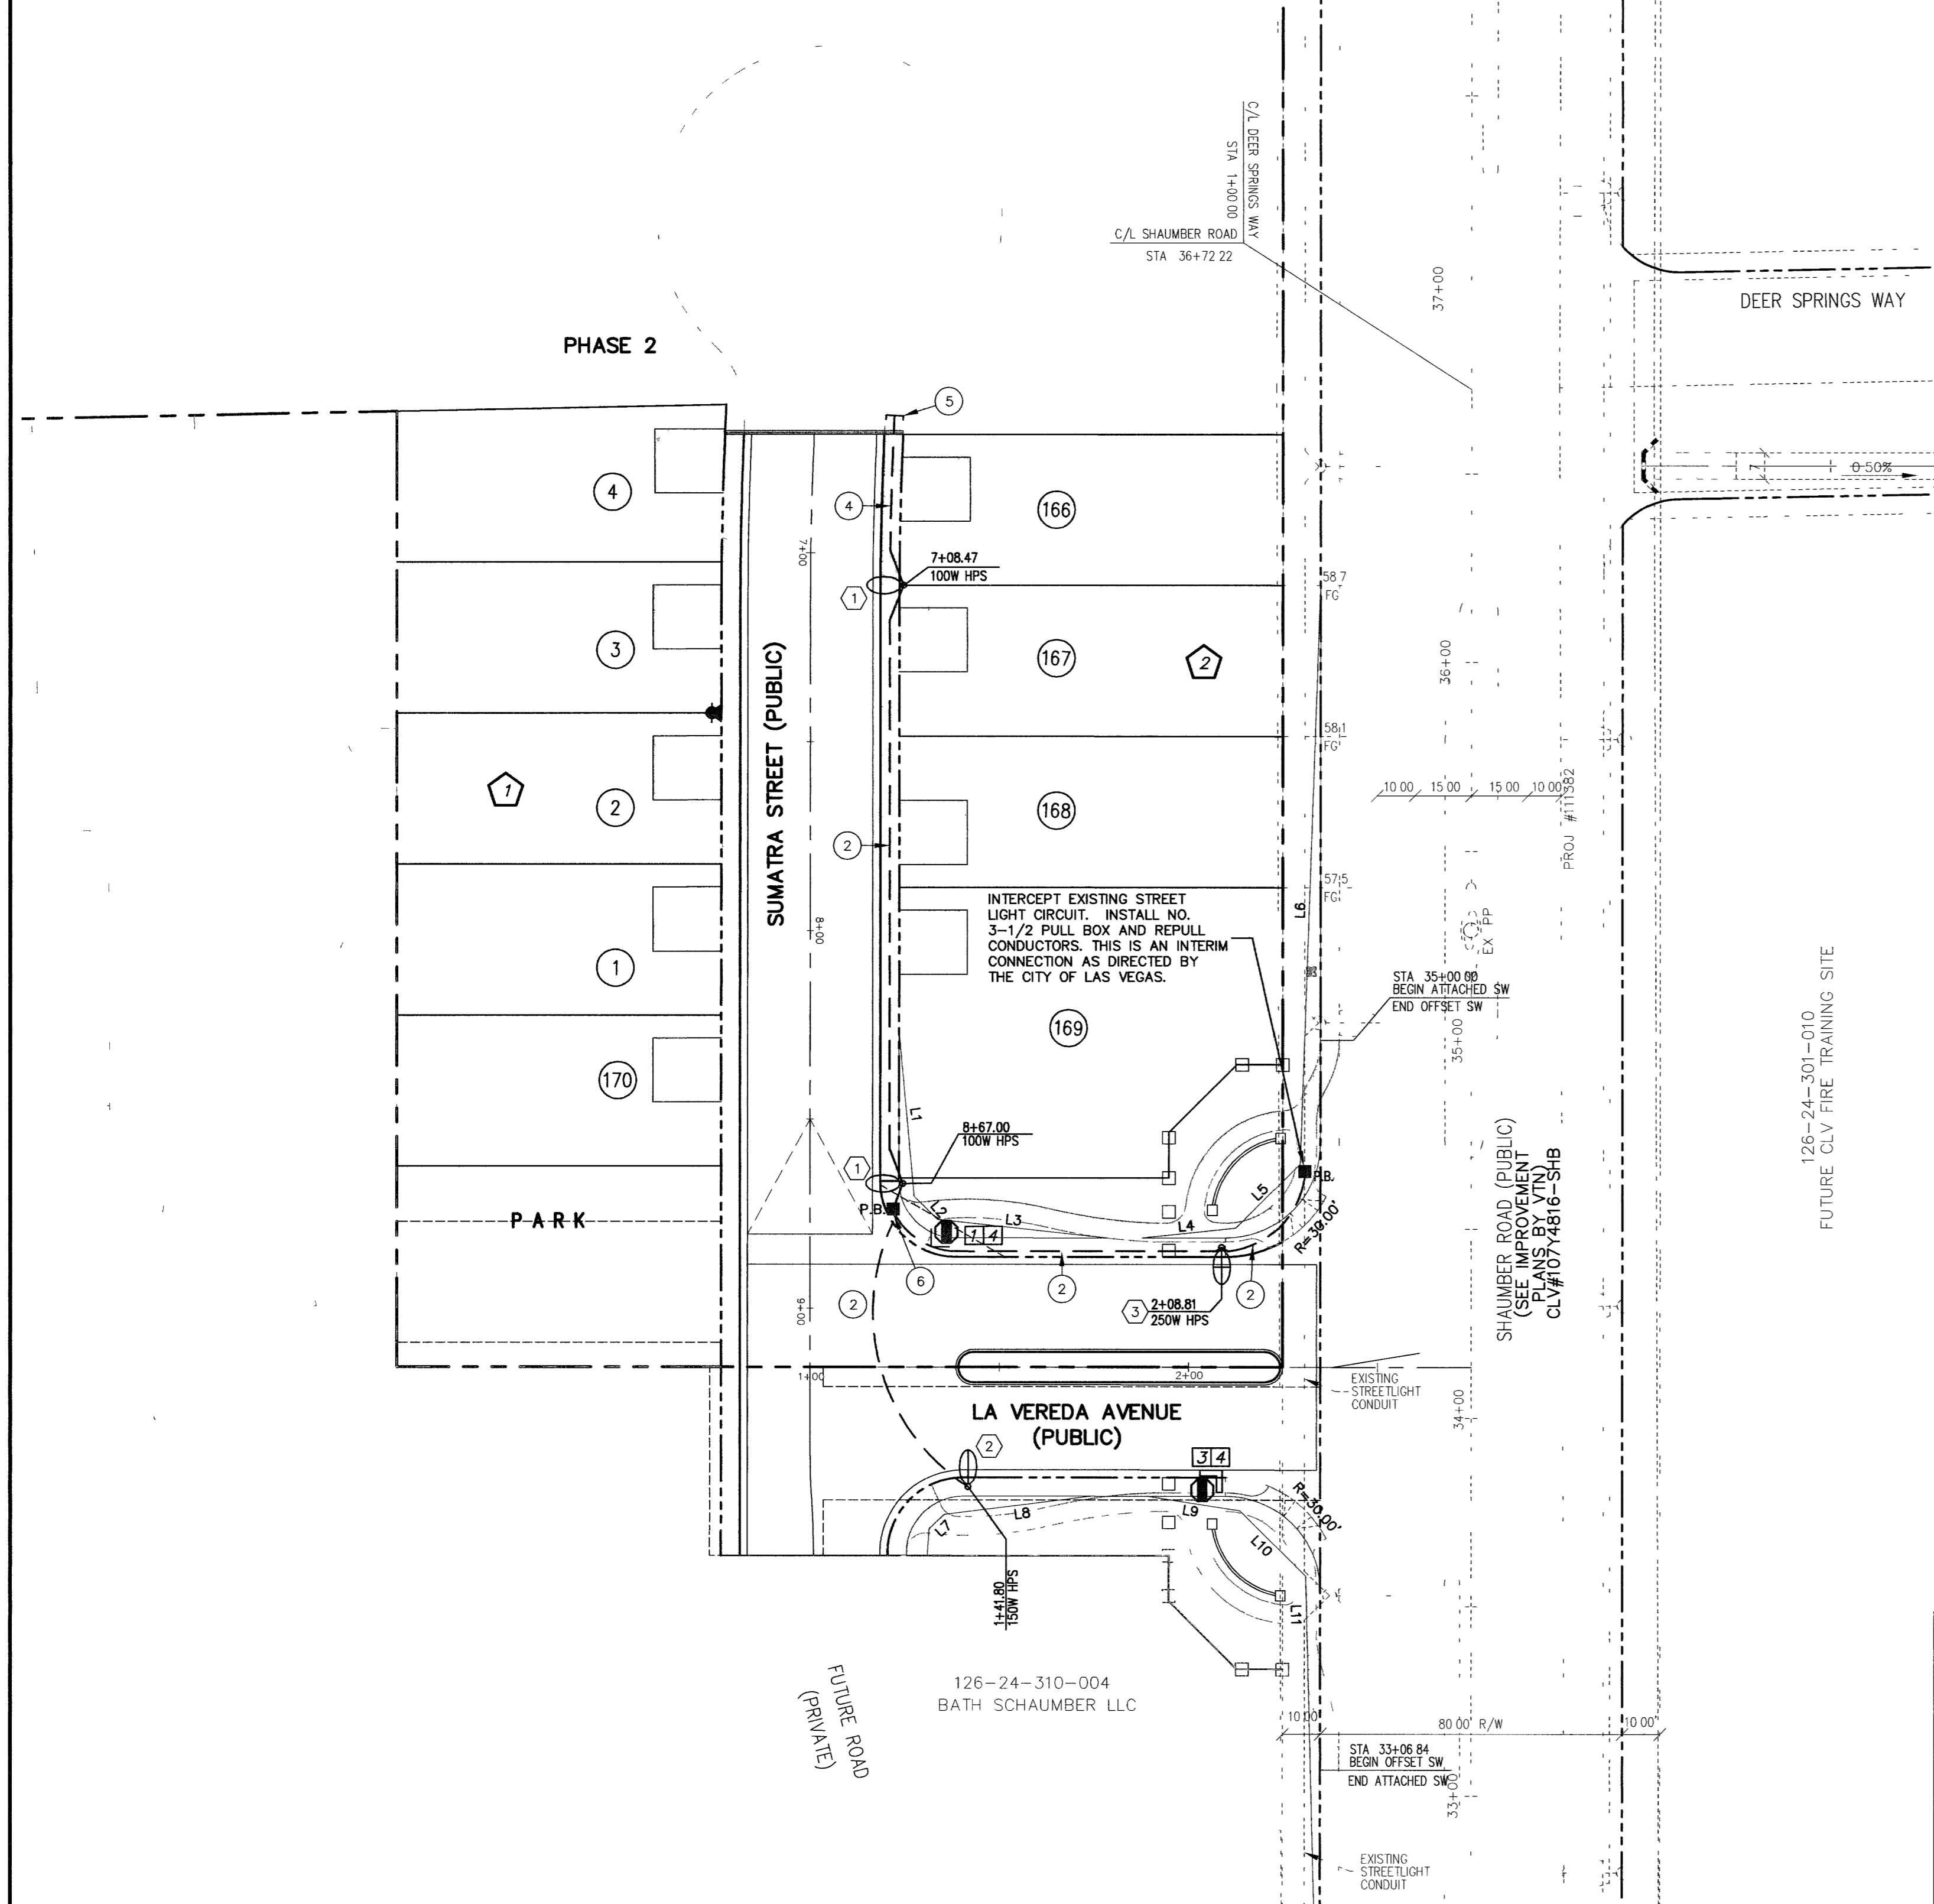 C/L DEER SPRINGS WAY
STA 1+00 00
C/L SHAUMBER ROAD
STA 36+72 22
37+00
DEER SPRINGS WAY
PHASE 2
5
0 50%
4
4
166
7+00
7+08.47
100W HPS
1
58 7
FG
3
167
2
36+00
SUMATRA STREET (PUBLIC)
58 1
FG
10 00
15 00
15 00
10 00
PROJ #111382
1
2
168
2
57 5
FG
INTERCEPT EXISTING STREET
LIGHT CIRCUIT. INSTALL NO.
3-1/2 PULL BOX AND REPULL
CONDUCTORS. THIS IS AN INTERIM
CONNECTION AS DIRECTED BY
THE CITY OF LAS VEGAS.
L6
EX PP
8+00
1
STA 35+00 00
BEGIN ATTACHED SW
END OFFSET SW
35+00
126-24-301-010
FUTURE CLV FIRE TRAINING SITE
169
170
L1
8+67.00
100W HPS
1
P.B.
P.B.
L2
L3
L4
L5
R=30.00'
1 4
SHAUMBER ROAD (PUBLIC)
(SEE IMPROVEMENT
PLANS BY VTN)
CLV#107Y4816-SHB
PARK
6
2
2
2
9+00
3
2+08.81
250W HPS
1+00
2+00
EXISTING
STREETLIGHT
CONDUIT
34+00
LA VEREDA AVENUE
(PUBLIC)
2
3 4
R=30.00'
L7
L8
L9
L10
L11
1+41.80
150W HPS
FUTURE ROAD
(PRIVATE)
126-24-310-004
BATH SCHAUMBER LLC
10 00
80 00' R/W
10 00'
STA 33+06 84
BEGIN OFFSET SW
END ATTACHED SW
33+00
EXISTING
STREETLIGHT
CONDUIT